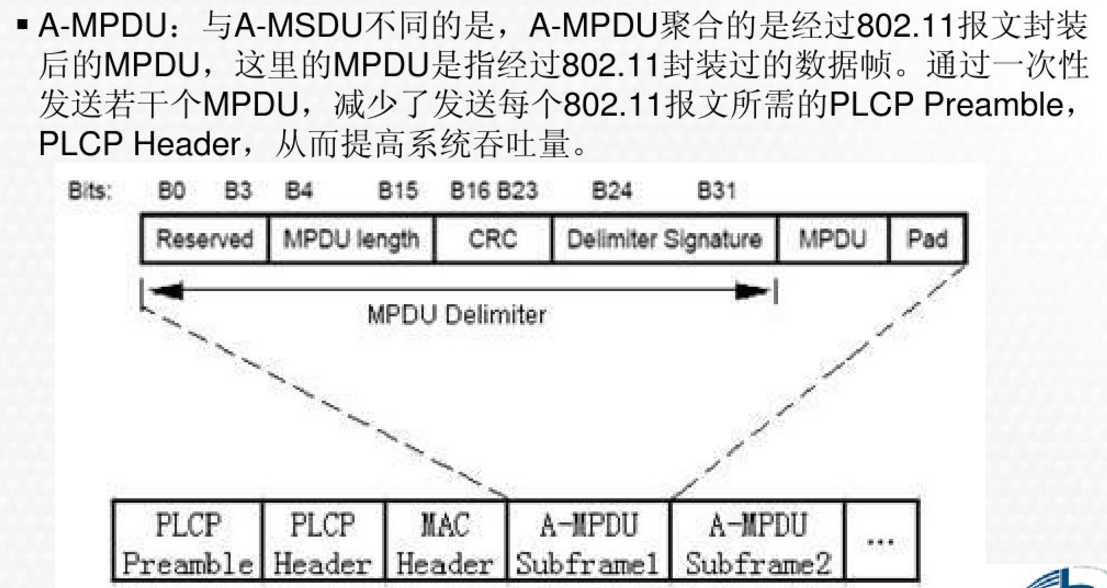 ▪ A-MPDU：与A-MSDU不同的是，A-MPDU聚合的是经过802.11报文封装
后的MPDU，这里的MPDU是指经过802.11封装过的数据帧。通过一次性
发送若干个MPDU，减少了发送每个802.11报文所需的PLCP Preamble，
PLCP Header，从而提高系统吞吐量。
Bits: B0 B3 B4 B15 B16 B23 B24 B31
Reserved MPDU length CRC Delimiter Signature MPDU Pad
MPDU Delimiter
PLCP PLCP MAC A-MPDU A-MPDU ...
Preamble Header Header Subframe1 Subframe2